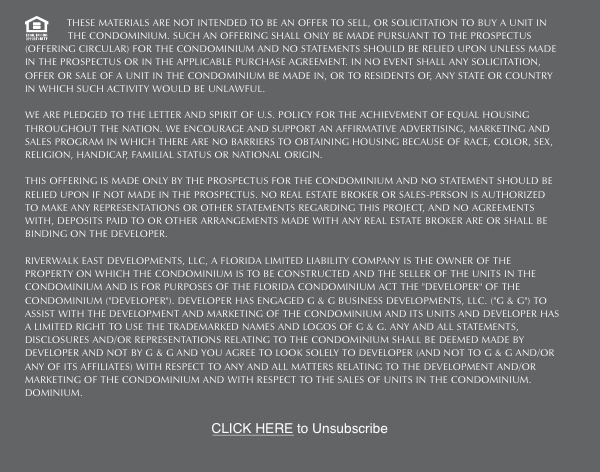 THESE MATERIALS ARE NOT INTENDED TO BE AN OFFER TO SELL, OR SOLICITATION TO BUY A UNIT IN
THE CONDOMINIUM. SUCH AN OFFERING SHALL ONLY BE MADE PURSUANT TO THE PROSPECTUS
(OFFERING CIRCULAR) FOR THE CONDOMINIUM AND NO STATEMENTS SHOULD BE RELIED UPON UNLESS MADE
IN THE PROSPECTUS OR IN THE APPLICABLE PURCHASE AGREEMENT. IN NO EVENT SHALL ANY SOLICITATION,
OFFER OR SALE OF A UNIT IN THE CONDOMINIUM BE MADE IN, OR TO RESIDENTS OF, ANY STATE OR COUNTRY
IN WHICH SUCH ACTIVITY WOULD BE UNLAWFUL.
WE ARE PLEDGED TO THE LETTER AND SPIRIT OF U.S. POLICY FOR THE ACHIEVEMENT OF EQUAL HOUSING
THROUGHOUT THE NATION. WE ENCOURAGE AND SUPPORT AN AFFIRMATIVE ADVERTISING, MARKETING AND
SALES PROGRAM IN WHICH THERE ARE NO BARRIERS TO OBTAINING HOUSING BECAUSE OF RACE, COLOR, SEX,
RELIGION, HANDICAP, FAMILIAL STATUS OR NATIONAL ORIGIN.
THIS OFFERING IS MADE ONLY BY THE PROSPECTUS FOR THE CONDOMINIUM AND NO STATEMENT SHOULD BE
RELIED UPON IF NOT MADE IN THE PROSPECTUS. NO REAL ESTATE BROKER OR SALES-PERSON IS AUTHORIZED
TO MAKE ANY REPRESENTATIONS OR OTHER STATEMENTS REGARDING THIS PROJECT, AND NO AGREEMENTS
WITH, DEPOSITS PAID TO OR OTHER ARRANGEMENTS MADE WITH ANY REAL ESTATE BROKER ARE OR SHALL BE
BINDING ON THE DEVELOPER.
RIVERWALK EAST DEVELOPMENTS, LLC, A FLORIDA LIMITED LIABILITY COMPANY IS THE OWNER OF THE
PROPERTY ON WHICH THE CONDOMINIUM IS TO BE CONSTRUCTED AND THE SELLER OF THE UNITS IN THE
CONDOMINIUM AND IS FOR PURPOSES OF THE FLORIDA CONDOMINIUM ACT THE "DEVELOPER" OF THE
CONDOMINIUM ("DEVELOPER"). DEVELOPER HAS ENGAGED G & G BUSINESS DEVELOPMENTS, LLC. ("G & G") TO
ASSIST WITH THE DEVELOPMENT AND MARKETING OF THE CONDOMINIUM AND ITS UNITS AND DEVELOPER HAS
A LIMITED RIGHT TO USE THE TRADEMARKED NAMES AND LOGOS OF G & G. ANY AND ALL STATEMENTS,
DISCLOSURES AND/OR REPRESENTATIONS RELATING TO THE CONDOMINIUM SHALL BE DEEMED MADE BY
DEVELOPER AND NOT BY G & G AND YOU AGREE TO LOOK SOLELY TO DEVELOPER (AND NOT TO G & G AND/OR
ANY OF ITS AFFILIATES) WITH RESPECT TO ANY AND ALL MATTERS RELATING TO THE DEVELOPMENT AND/OR
MARKETING OF THE CONDOMINIUM AND WITH RESPECT TO THE SALES OF UNITS IN THE CONDOMINIUM.
DOMINIUM.
CLICK HERE to Unsubscribe